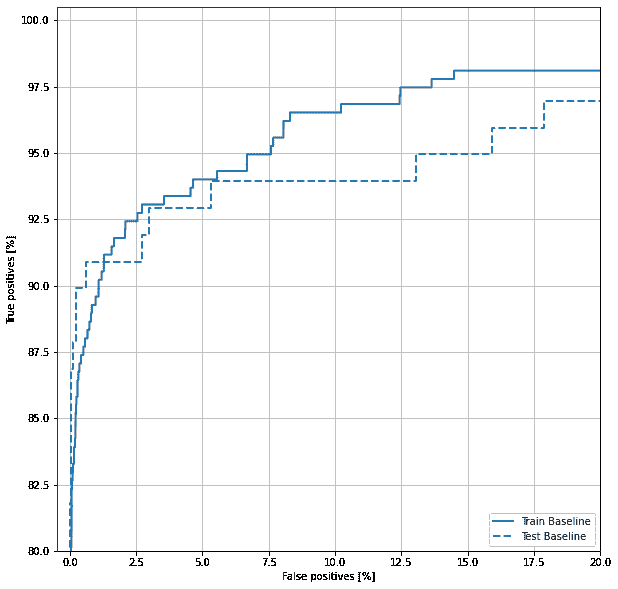 100.0
97.5
95.0
92.5
90.0
87.5
85.0
82.5
80.0
True positives [%]
0.0 2.5 5.0 7.5 10.0 12.5 15.0 17.5 20.0
False positives [%]
Train Baseline
Test Baseline